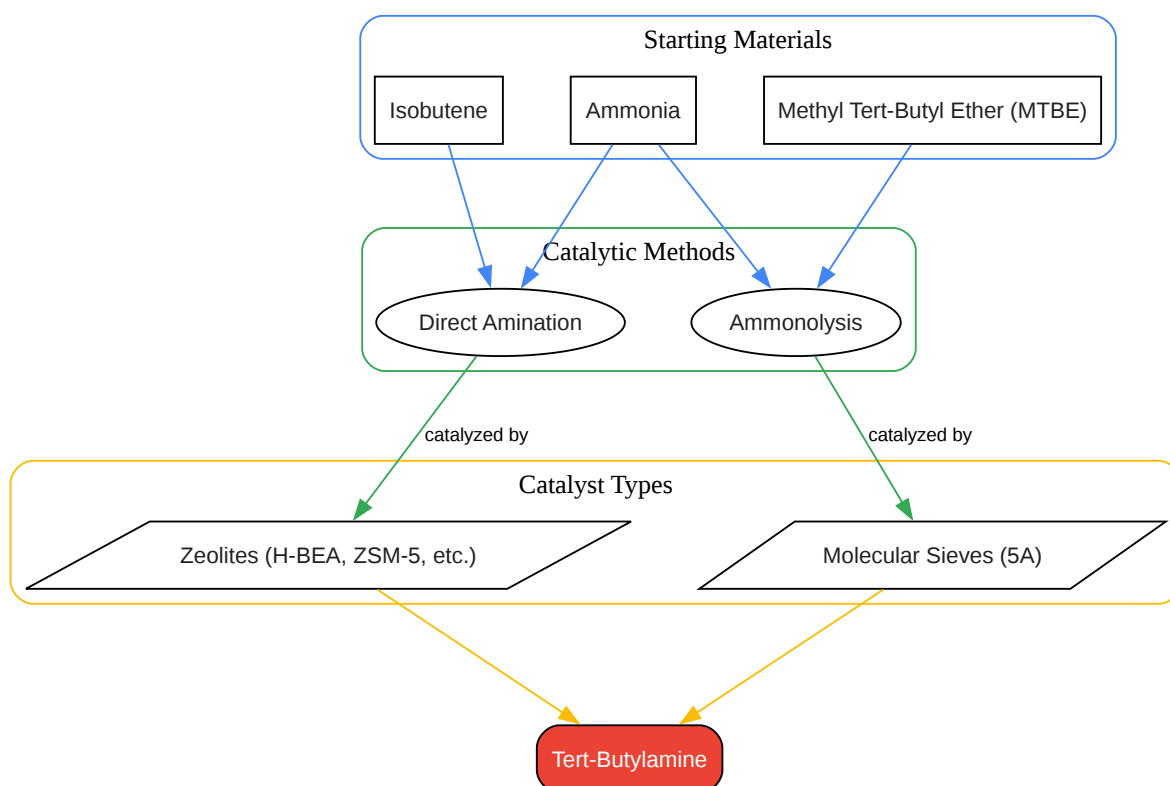 Starting Materials
Isobutene
Ammonia
Methyl Tert-Butyl Ether (MTBE)
Catalytic Methods
Direct Amination
Ammonolysis
catalyzed by
catalyzed by
Catalyst Types
Zeolites (H-BEA, ZSM-5, etc.)
Molecular Sieves (5A)
Tert-Butylamine